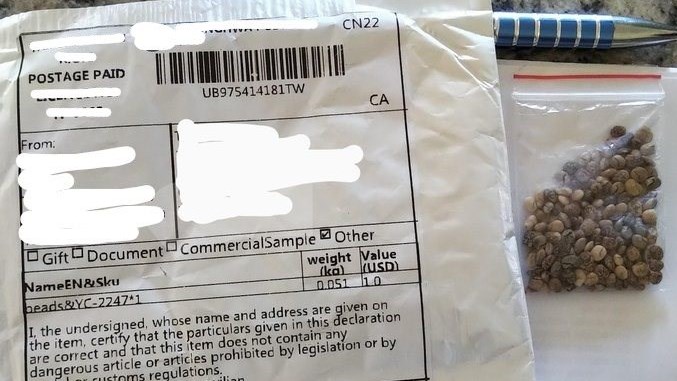 CN22
POSTAGE PAID
UB975414181TW
CA
From:
Gift Document CommercialSample Other
NameEN&Sku weight (kg) Value (USD)
beads&YC-2247*1 0.051 1.0
I, the undersigned, whose name and address are given on
the item, certify that the particulars given in this declaration
are correct and that this item does not contain any
dangerous article or articles prohibited by legislation or by
customs regulations.